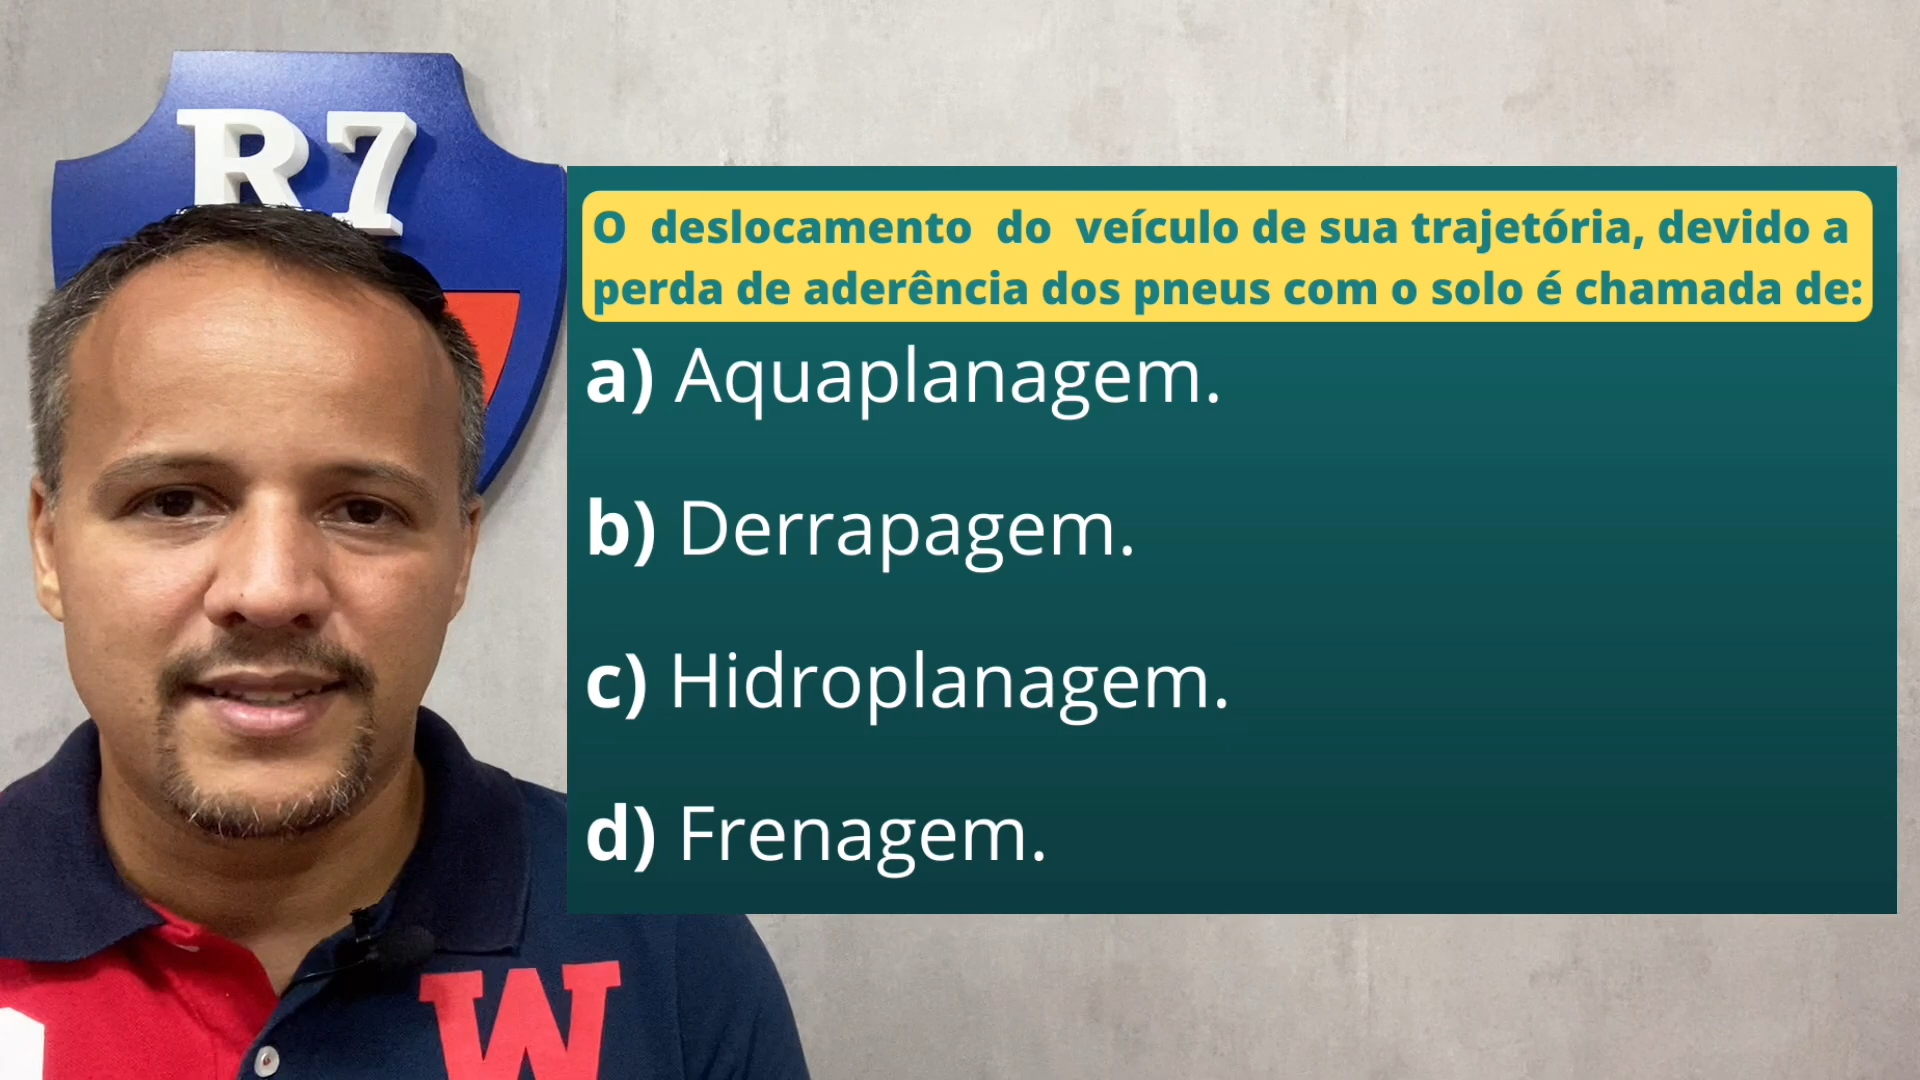 R7
O deslocamento do veículo de sua trajetória, devido a
perda de aderência dos pneus com o solo é chamada de:
a) Aquaplanagem.
b) Derrapagem.
c) Hidroplanagem.
d) Frenagem.
W